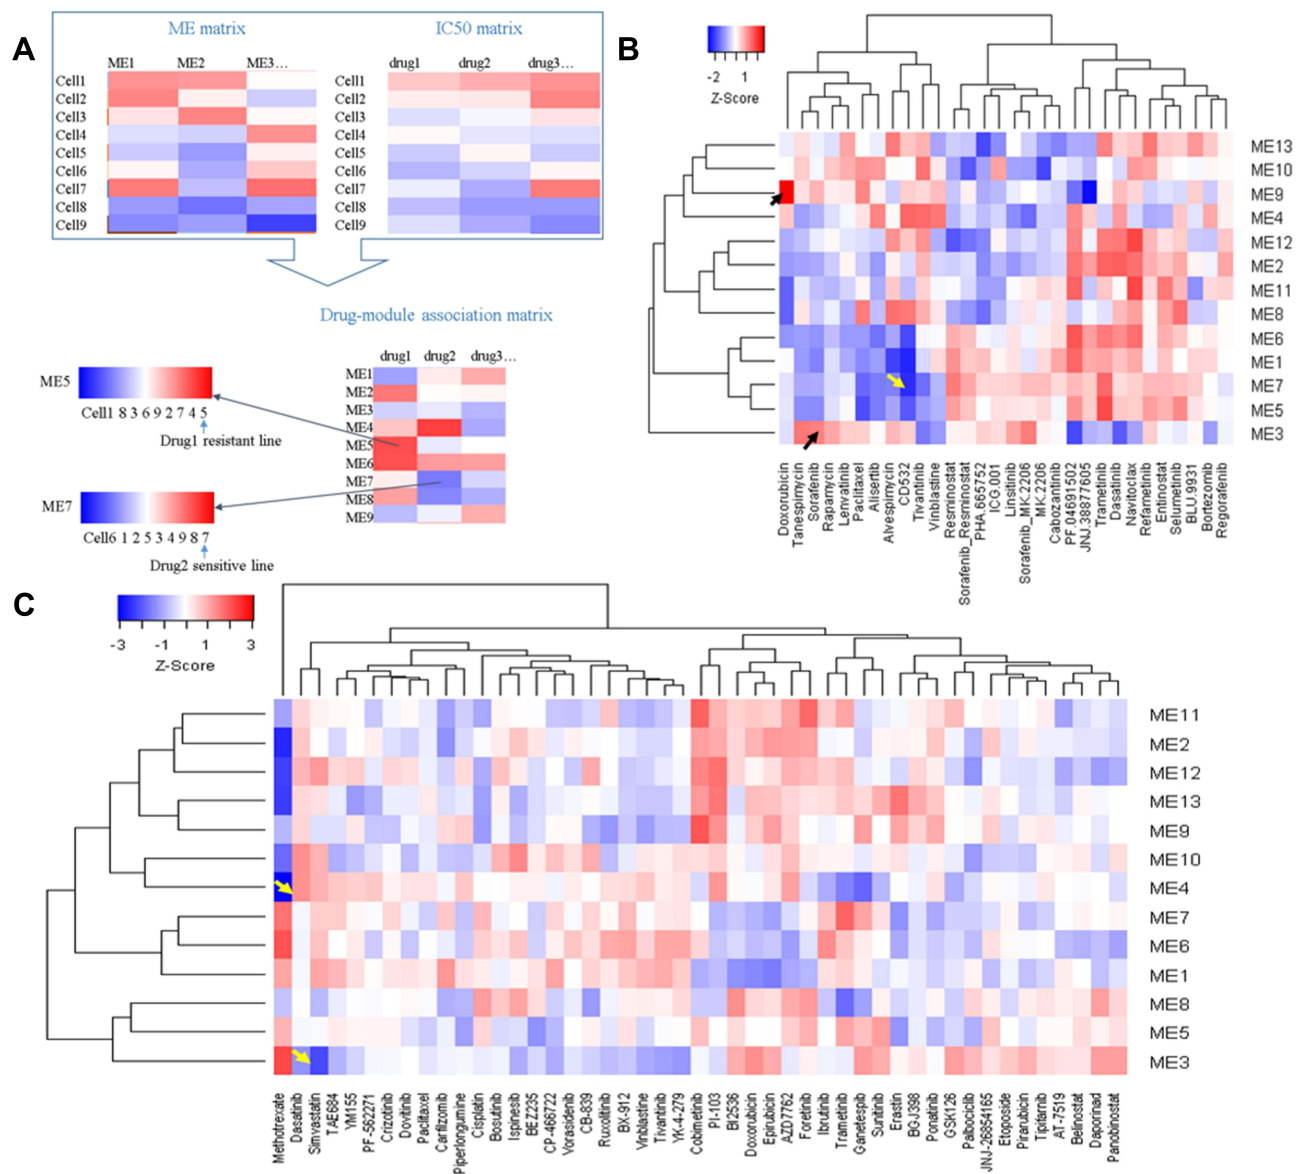 A
ME matrix
IC50 matrix
ME1 ME2 ME3...
drug1 drug2 drug3...
Cell1
Cell2
Cell3
Cell4
Cell5
Cell6
Cell7
Cell8
Cell9
Cell1
Cell2
Cell3
Cell4
Cell5
Cell6
Cell7
Cell8
Cell9
Drug-module association matrix
drug1 drug2 drug3...
ME1
ME2
ME3
ME4
ME5
ME6
ME7
ME8
ME9
ME5
Cell1 8 3 6 9 2 7 4 5
Drug1 resistant line
ME7
Cell6 1 2 5 3 4 9 8 7
Drug2 sensitive line
B
-2 1
Z-Score
ME13
ME10
ME9
ME4
ME12
ME2
ME11
ME8
ME6
ME1
ME7
ME5
ME3
Doxorubicin
Tanespimycin
Sorafenib
Rapamycin
Lenvatinib
Paclitaxel
Alisertib
Alvespimycin
CD532
Tivantinib
Vinblastine
Resminostat
Sorafenib_Resminostat
PHA.665752
ICG.001
Linsitinib
Sorafenib_MK.2206
MK.2206
Cabozantinib
PF.04691502
JNJ.38877605
Trametinib
Dasatinib
Navitoclax
Refametinib
Entinostat
Selumetinib
BLU.9931
Bortezomib
Regorafenib
C
-3 -1 1 3
Z-Score
ME11
ME2
ME12
ME13
ME9
ME10
ME4
ME7
ME6
ME1
ME8
ME5
ME3
Methotrexate
Dasatinib
Simvastatin
TAE684
YM155
PF-562271
Crizotinib
Dovitinib
Paclitaxel
Carfilzomib
Piperlongumine
Cisplatin
Bosutinib
Ispinesib
BEZ235
CP-466722
Vorasidenib
CB-839
Ruxolitinib
BX-912
Vinblastine
Tivantinib
YK-4-279
Cobimetinib
PI-103
BI2536
Doxorubicin
Epirubicin
AZD7762
Foretinib
Ibrutinib
Trametinib
Ganetespib
Sunitinib
Erastin
BGJ398
Ponatinib
GSK126
Palbociclib
JNJ-26854165
Etoposide
Pirarubicin
Tipifarnib
AT-7519
Belinostat
Daporinad
Panobinostat